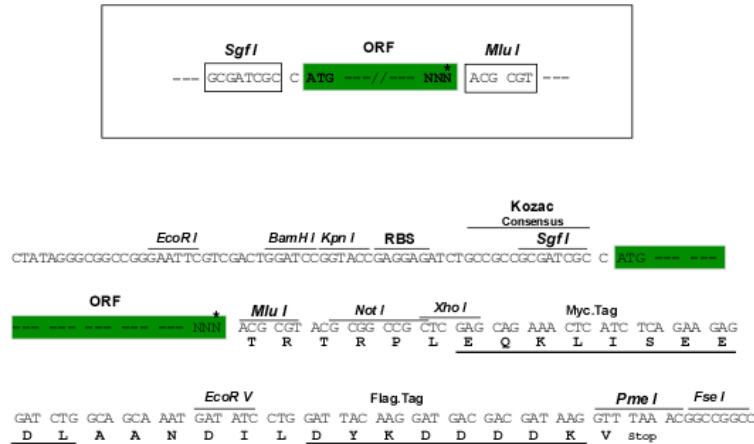 Sgf I ORF Mlu I
--- GCGATCGC C ATG ---//--- NNN* ACG CGT ---
Kozac
Consensus
EcoR I BamH I Kpn I RBS Sgf I
CTATAGGGCGGCCGGGAATTCGTCGACTGGATCCGGTACCGAGGAGATCTGCCGCCGCGATCGC C ATG --- ---
ORF Mlu I Not I Xho I Myc.Tag
--- --- --- --- --- --- NNN* ACG CGT ACG CGG CCG CTC GAG CAG AAA CTC ATC TCA GAA GAG
T R T R P L E Q K L I S E E
EcoR V Flag.Tag Pme I Fse I
GAT CTG GCA GCA AAT GAT ATC CTG GAT TAC AAG GAT GAC GAC GAT AAG GTT TAA ACGGCCGGCC
D L A A N D I L D Y K D D D D K V Stop